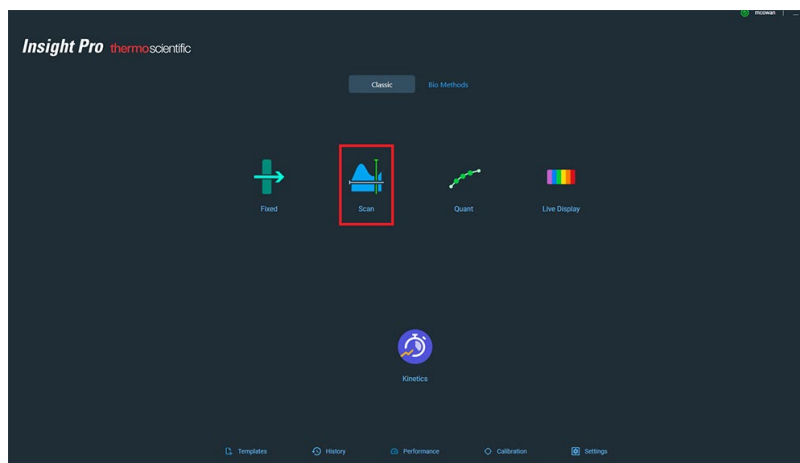 mcowan
Insight Pro thermoscientific
Classic
Bio Methods
Fixed
Scan
Quant
Live Display
Kinetics
Templates
History
Performance
Calibration
Settings